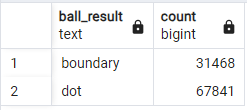 ball_result count
text bigint
1 boundary 31468
2 dot 67841